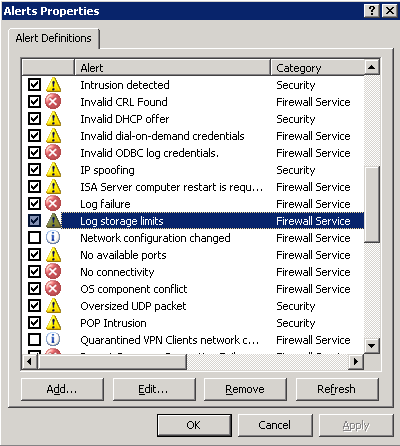 Alerts Properties
Alert Definitions
Alert Category
Intrusion detected Security
Invalid CRL Found Firewall Service
Invalid DHCP offer Security
Invalid dial-on-demand credentials Firewall Service
Invalid ODBC log credentials. Firewall Service
IP spoofing Security
ISA Server computer restart is requ... Firewall Service
Log failure Firewall Service
Log storage limits Firewall Service
Network configuration changed Firewall Service
No available ports Firewall Service
No connectivity Firewall Service
OS component conflict Firewall Service
Oversized UDP packet Security
POP Intrusion Security
Quarantined VPN Clients network c... Firewall Service
Add... Edit... Remove Refresh
OK Cancel Apply